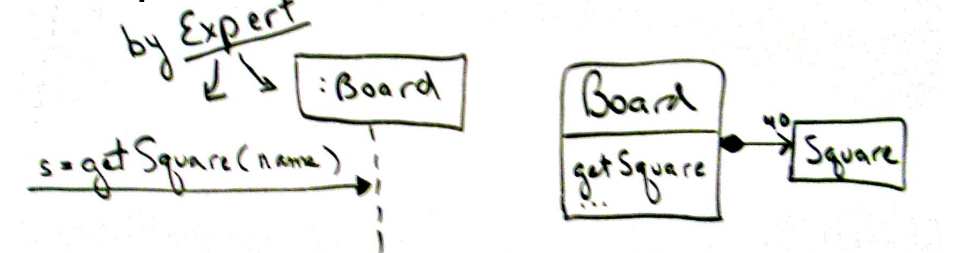 by Expert
:Board
s = getSquare(name)
Board
getSquare
...
40
Square